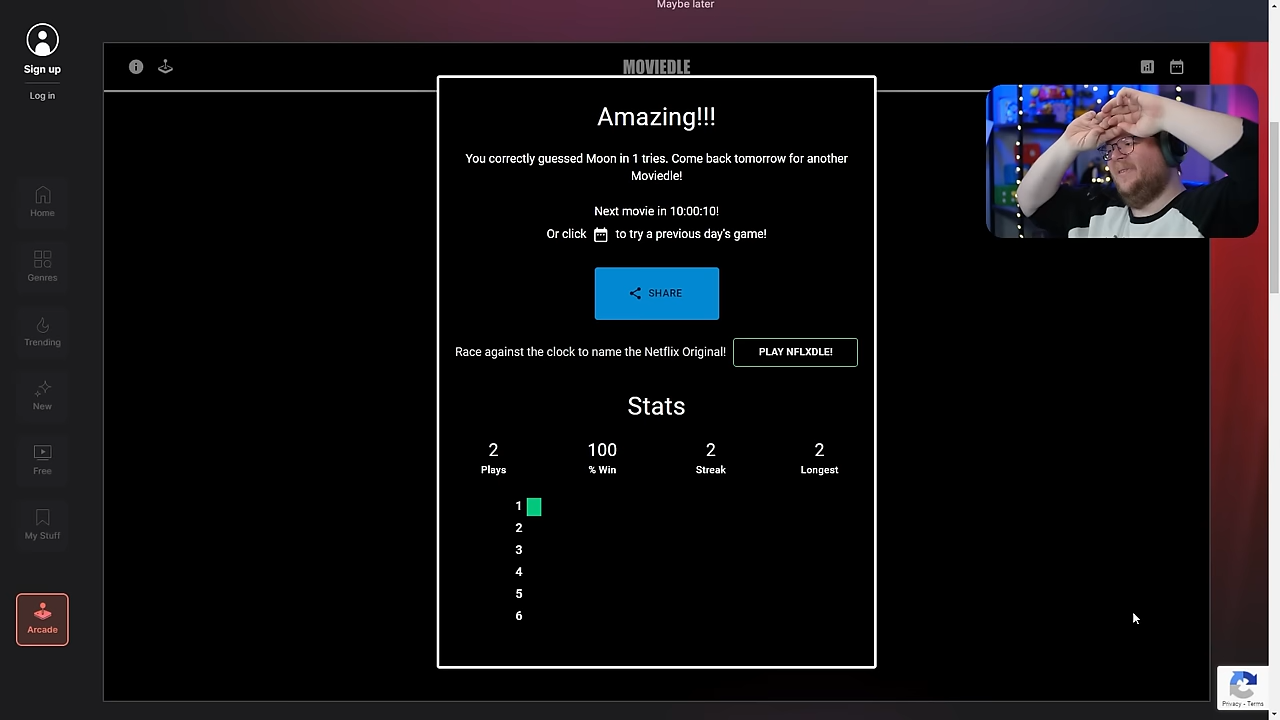 Maybe later
Sign up
Log in
Home
Genres
Trending
New
Free
My Stuff
Arcade
MOVIEDLE
Amazing!!!
You correctly guessed Moon in 1 tries. Come back tomorrow for another
Moviedle!
Next movie in 10:00:10!
Or click to try a previous day's game!
SHARE
Race against the clock to name the Netflix Original!
PLAY NFLXDLE!
Stats
2 100 2 2
Plays % Win Streak Longest
1
2
3
4
5
6
Privacy - Terms